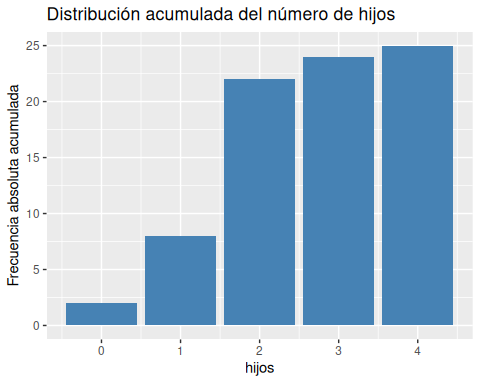 Distribución acumulada del número de hijos
Frecuencia absoluta acumulada
25
20
15
10
5
0
0 1 2 3 4
hijos